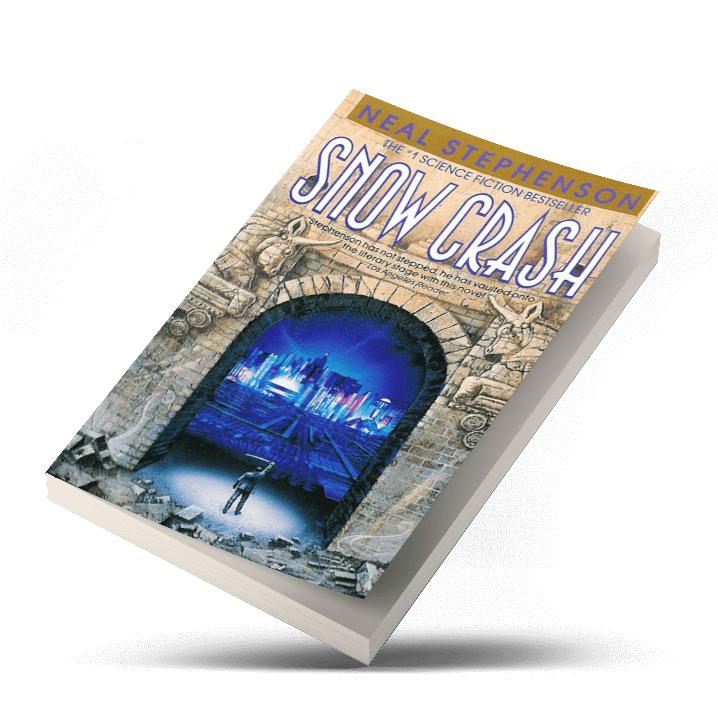 NEAL STEPHENSON
THE #1 SCIENCE FICTION BESTSELLER
SNOW CRASH
"Stephenson has not stepped, he has vaulted onto
the literary stage with this novel."
Los Angeles Reader